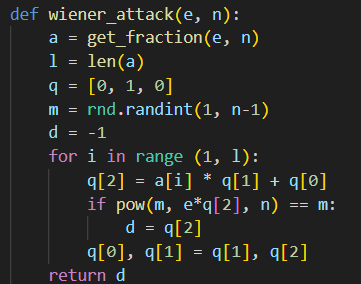 def wiener_attack(e, n):
    a = get_fraction(e, n)
    l = len(a)
    q = [0, 1, 0]
    m = rnd.randint(1, n-1)
    d = -1
    for i in range (1, l):
        q[2] = a[i] * q[1] + q[0]
        if pow(m, e*q[2], n) == m:
            d = q[2]
        q[0], q[1] = q[1], q[2]
    return d